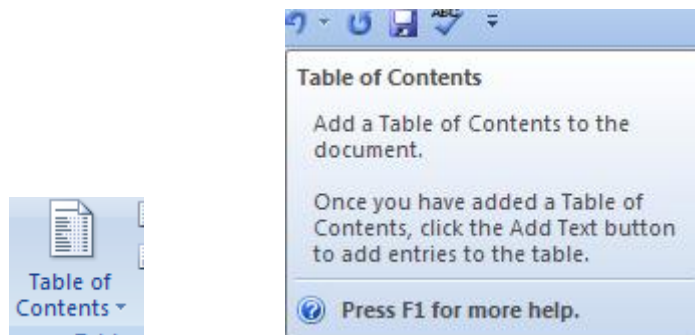 ABC
Table of Contents
Add a Table of Contents to the
document.
Once you have added a Table of
Contents, click the Add Text button
to add entries to the table.
Press F1 for more help.
Table of
Contents